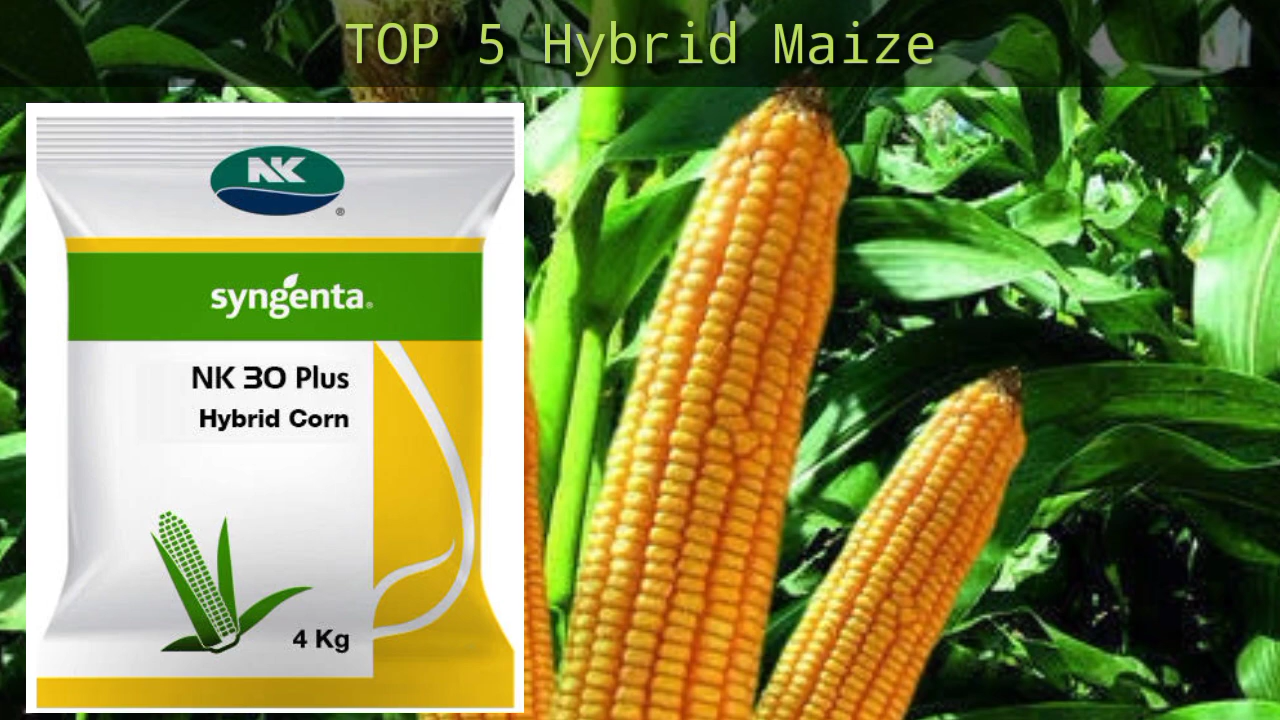 TOP 5 Hybrid Maize
NK
®
syngenta®
NK 30 Plus
Hybrid Corn
4 Kg